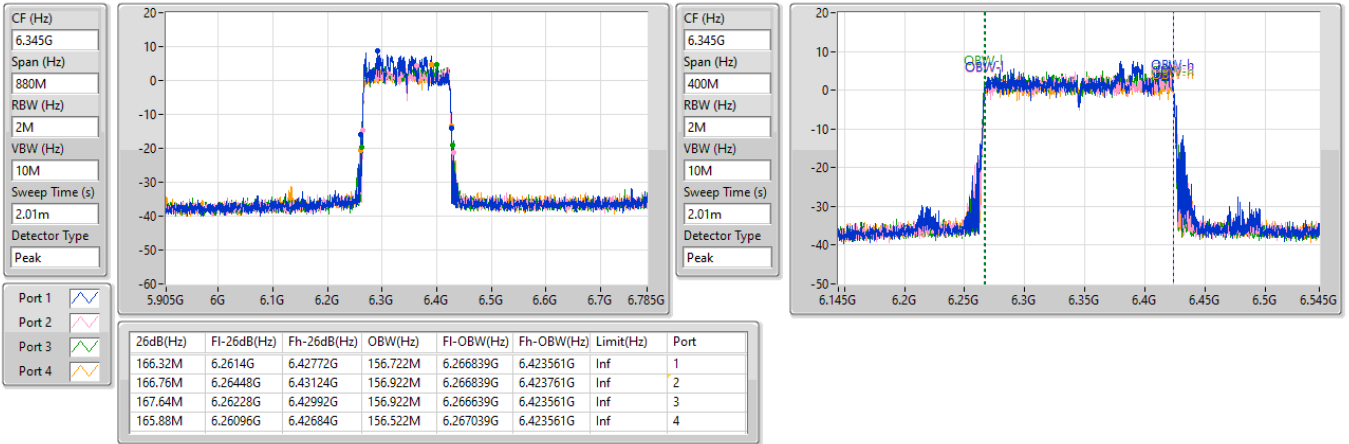 CF (Hz)
6.345G
Span (Hz)
880M
RBW (Hz)
2M
VBW (Hz)
10M
Sweep Time (s)
2.01m
Detector Type
Peak
20
10
0
-10
-20
-30
-40
-50
-60
5.905G 6G 6.1G 6.2G 6.3G 6.4G 6.5G 6.6G 6.7G 6.785G
CF (Hz)
6.345G
Span (Hz)
400M
RBW (Hz)
2M
VBW (Hz)
10M
Sweep Time (s)
2.01m
Detector Type
Peak
20
10
0
-10
-20
-30
-40
-50
OBW-l
OBW-h
6.145G 6.2G 6.25G 6.3G 6.35G 6.4G 6.45G 6.5G 6.545G
Port 1
Port 2
Port 3
Port 4
26dB(Hz) Fl-26dB(Hz) Fh-26dB(Hz) OBW(Hz) Fl-OBW(Hz) Fh-OBW(Hz) Limit(Hz) Port
166.32M 6.2614G 6.42772G 156.722M 6.266839G 6.423561G Inf 1
166.76M 6.26448G 6.43124G 156.922M 6.266839G 6.423761G Inf 2
167.64M 6.26228G 6.42992G 156.922M 6.266639G 6.423561G Inf 3
165.88M 6.26096G 6.42684G 156.522M 6.267039G 6.423561G Inf 4